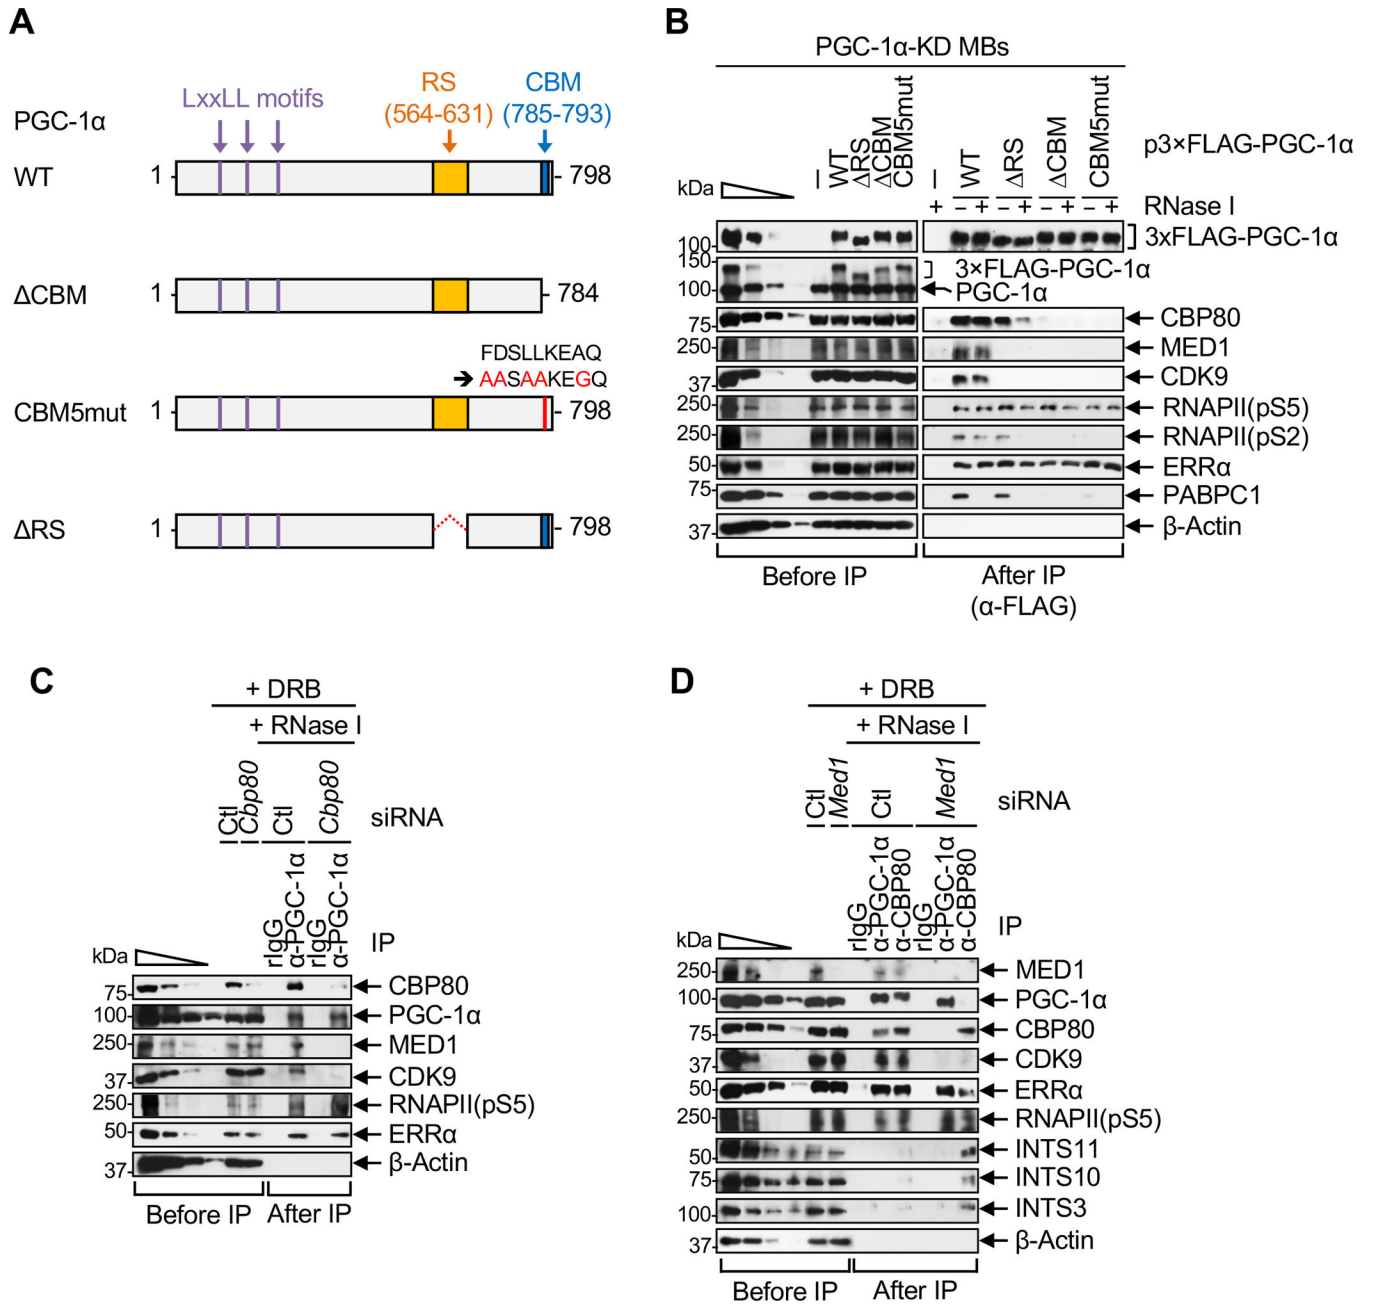 A
LxxLL motifs
RS
(564-631)
CBM
(785-793)
PGC-1α
WT
1
798
ΔCBM
1
784
FDSLLKEAQ
➔ AASAAKEGQ
CBM5mut
1
798
ΔRS
1
798
B
PGC-1α-KD MBs
kDa
–
WT
ΔRS
ΔCBM
CBM5mut
–
WT
ΔRS
ΔCBM
CBM5mut
p3×FLAG-PGC-1α
+ – + – + – + – + RNase I
100
3xFLAG-PGC-1α
150
3×FLAG-PGC-1α
100
PGC-1α
75
CBP80
250
MED1
37
CDK9
250
RNAPII(pS5)
250
RNAPII(pS2)
50
ERRα
75
PABPC1
37
β-Actin
Before IP
After IP
(α-FLAG)
C
+ DRB
+ RNase I
Ctl
Cbp80
Ctl
Cbp80
siRNA
rIgG
α-PGC-1α
rIgG
α-PGC-1α
IP
kDa
75
CBP80
100
PGC-1α
250
MED1
37
CDK9
250
RNAPII(pS5)
50
ERRα
37
β-Actin
Before IP
After IP
D
+ DRB
+ RNase I
Ctl
Med1
Ctl
Med1
siRNA
rIgG
α-PGC-1α
α-CBP80
rIgG
α-PGC-1α
α-CBP80
IP
kDa
250
MED1
100
PGC-1α
75
CBP80
37
CDK9
50
ERRα
250
RNAPII(pS5)
50
INTS11
75
INTS10
100
INTS3
37
β-Actin
Before IP
After IP